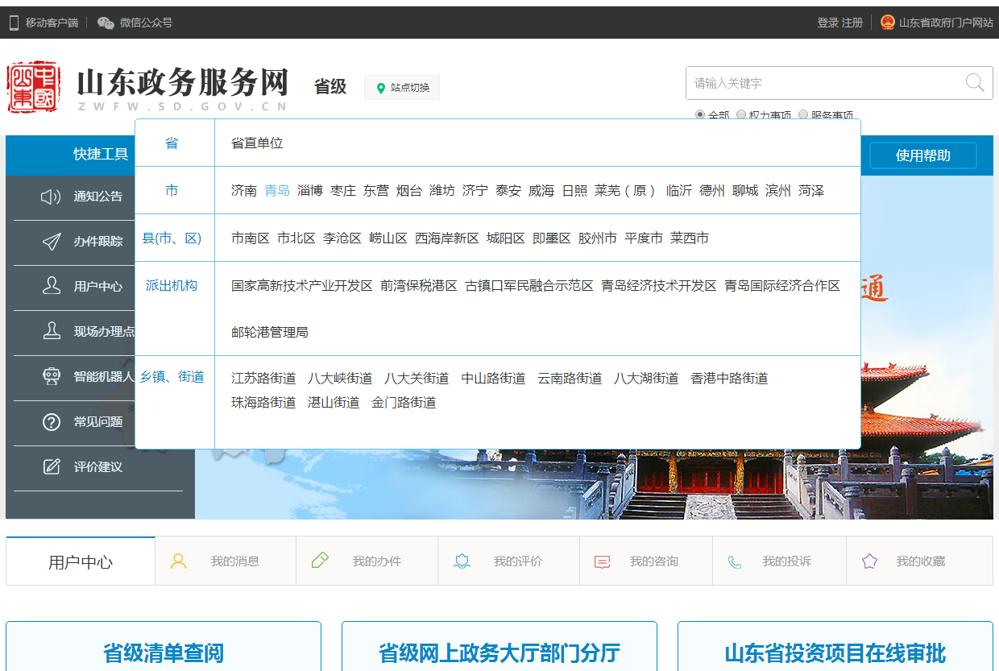 移动客户端 微信公众号 登录 注册 山东省政府门户网站
山东政务服务网 省级 站点切换 请输入关键字
ZWFW.SD.GOV.CN
全部 权力事项 服务事项
快捷工具 使用帮助
省 省直单位
市 济南 青岛 淄博 枣庄 东营 烟台 潍坊 济宁 泰安 威海 日照 莱芜(原) 临沂 德州 聊城 滨州 菏泽
县(市、区) 市南区 市北区 李沧区 崂山区 西海岸新区 城阳区 即墨区 胶州市 平度市 莱西市
派出机构 国家高新技术产业开发区 前湾保税港区 古镇口军民融合示范区 青岛经济技术开发区 青岛国际经济合作区
邮轮港管理局
乡镇、街道 江苏路街道 八大峡街道 八大关街道 中山路街道 云南路街道 八大湖街道 香港中路街道
珠海路街道 湛山街道 金门路街道
通知公告
办件跟踪
用户中心
通
现场办理点
智能机器人
常见问题
评价建议
用户中心 我的消息 我的办件 我的评价 我的咨询 我的投诉 我的收藏
省级清单查阅 省级网上政务大厅部门分厅 山东省投资项目在线审批